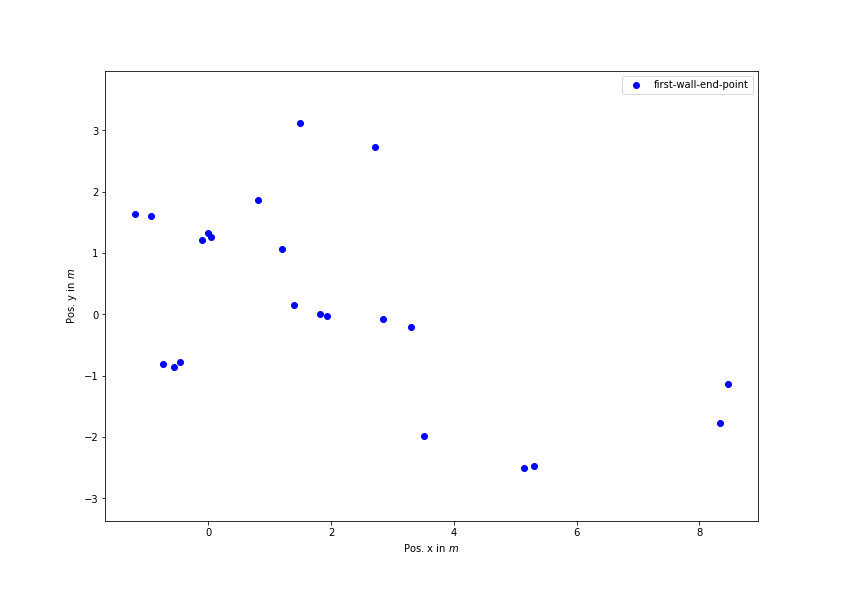 first-wall-end-point
3
2
1
0
−1
−2
−3
Pos. y in m
0 2 4 6 8
Pos. x in m